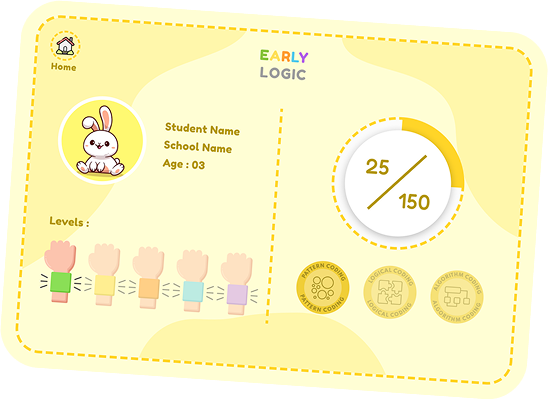 Home
EARLY
LOGIC
Student Name
School Name
Age : 03
Levels :
25
150
PATTERN CODING
PATTERN CODING
LOGICAL CODING
LOGICAL CODING
ALGORITHM CODING
ALGORITHM CODING